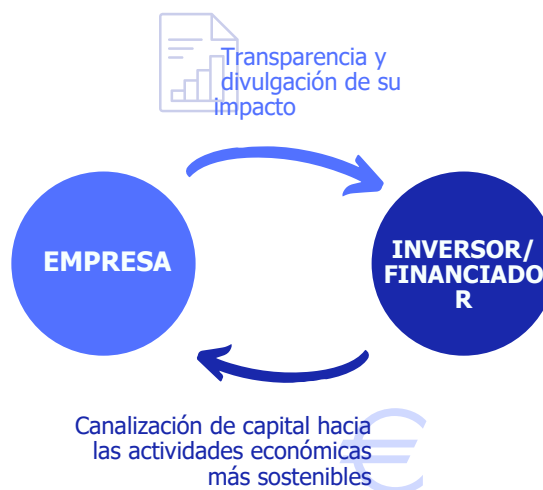 Transparencia y
divulgación de su
impacto
EMPRESA
INVERSOR/
FINANCIADO
R
Canalización de capital hacia
las actividades económicas
más sostenibles
€